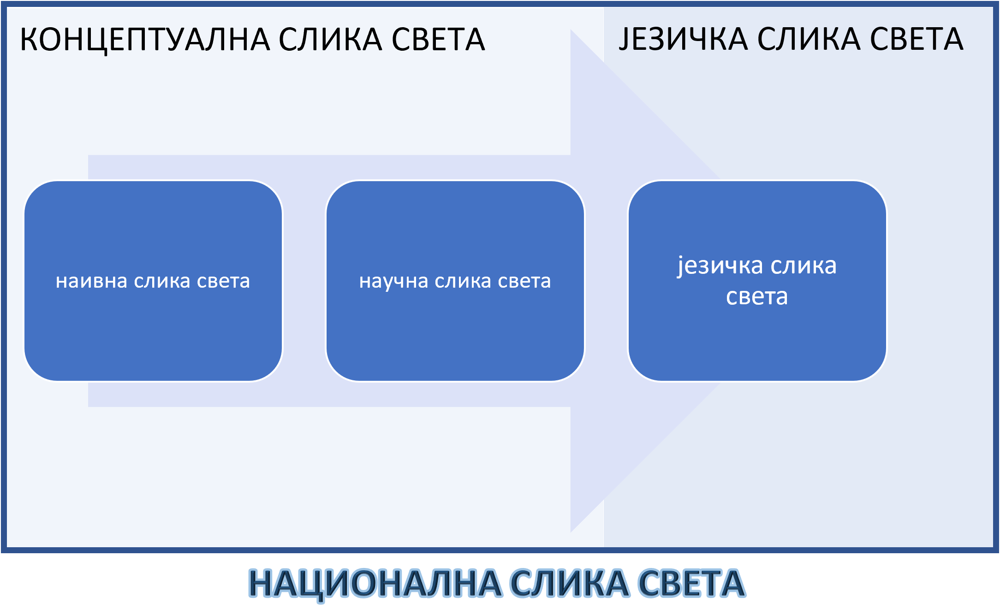 КОНЦЕПТУАЛНА СЛИКА СВЕТА
ЈЕЗИЧКА СЛИКА СВЕТА
наивна слика света
научна слика света
језичка слика
света
НАЦИОНАЛНА СЛИКА СВЕТА